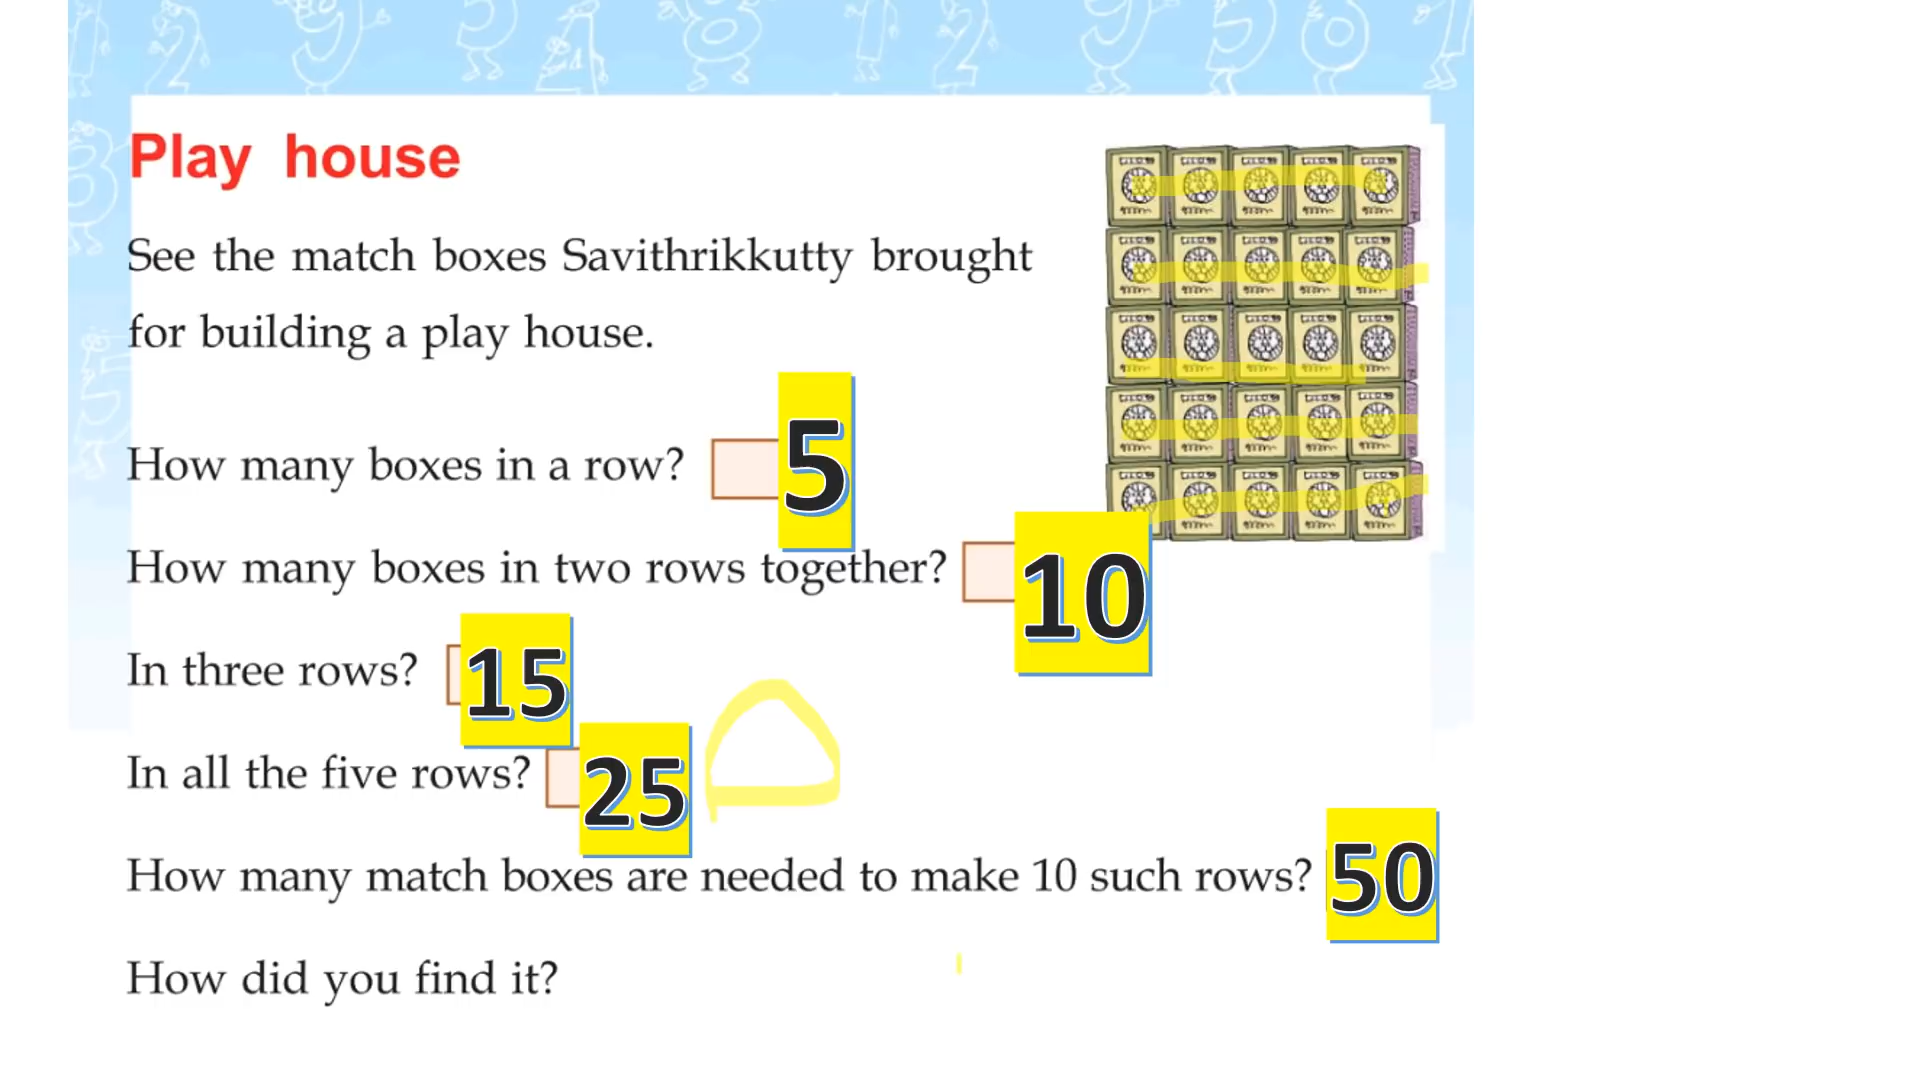 Play house
See the match boxes Savithrikkutty brought
for building a play house.
How many boxes in a row? 5
How many boxes in two rows together? 10
In three rows? 15
In all the five rows? 25
How many match boxes are needed to make 10 such rows? 50
How did you find it?